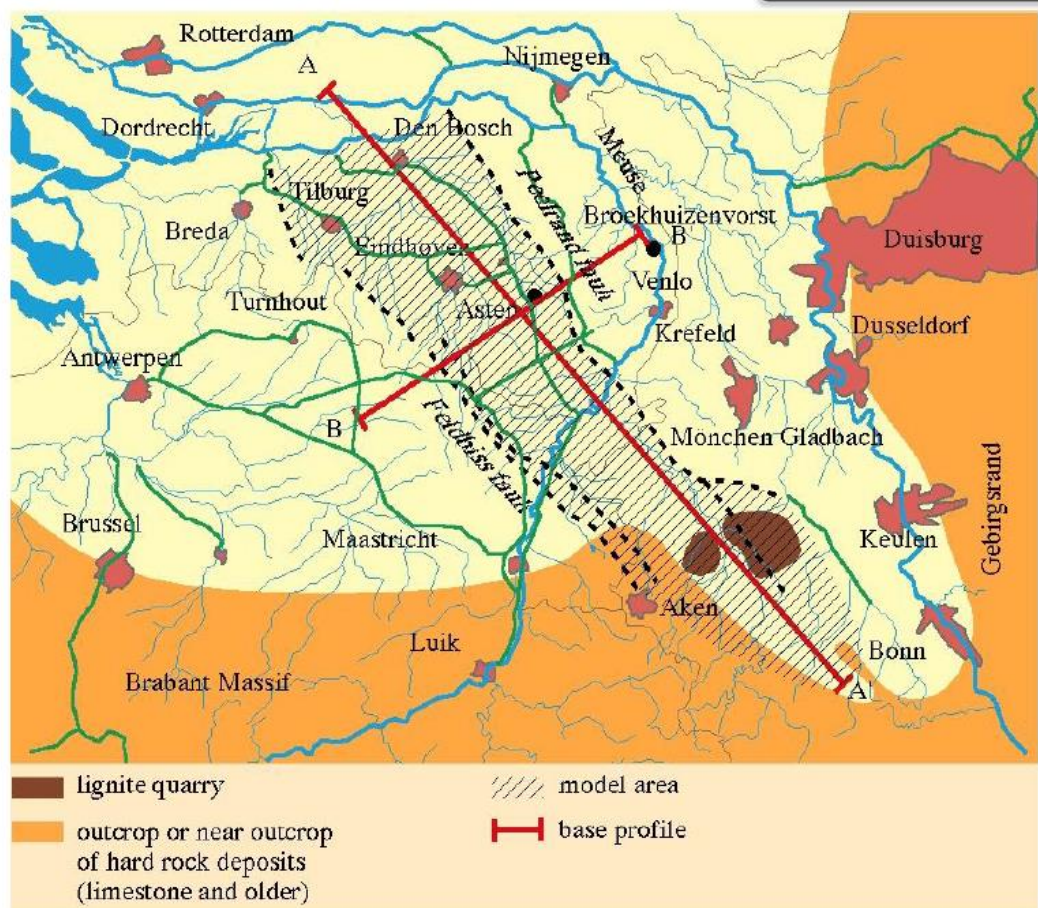 Rotterdam
A
Nijmegen
Dordrecht
Den Bosch
Meuse
Tilburg
Peelrand fault
Broekhuizenvorst
Breda
Eindhoven
B
Duisburg
Turnhout
Venlo
Asten
Krefeld
Dusseldorf
Antwerpen
B
Feldbiss fault
Mönchen Gladbach
Brussel
Maastricht
Keulen
Gebirgsrand
Aken
Luik
Bonn
Brabant Massif
A'
lignite quarry
model area
outcrop or near outcrop
base profile
of hard rock deposits
(limestone and older)